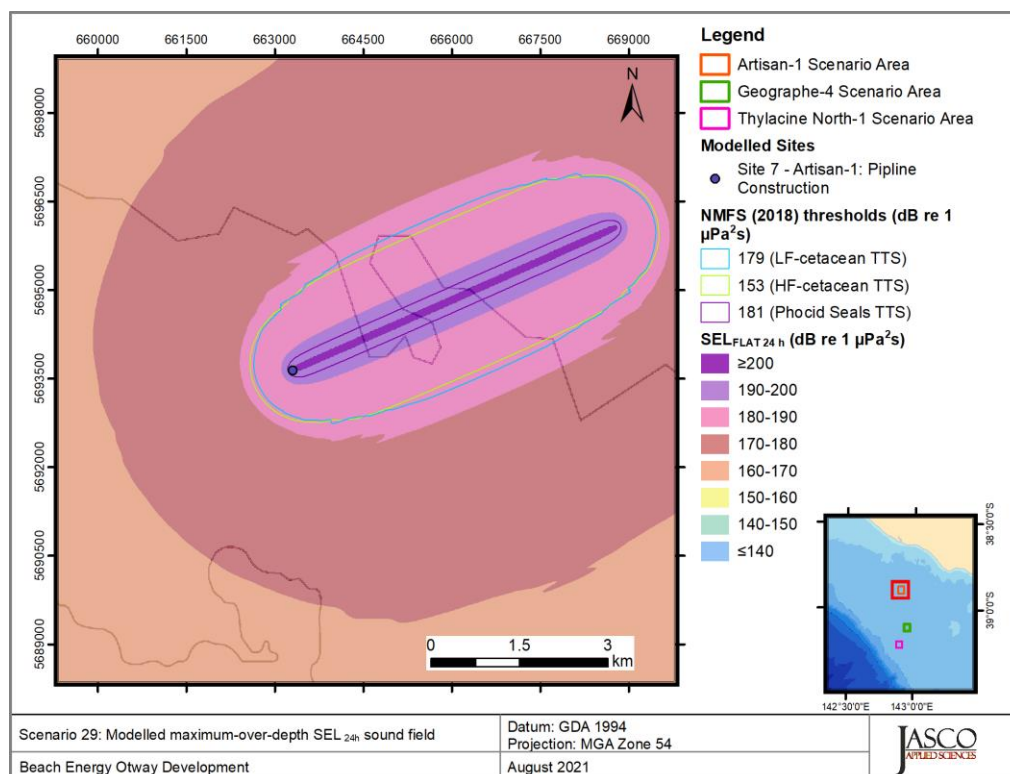 660000 661500 663000 664500 666000 667500 669000
5698000
5696500
5695000
5693500
5692000
5690500
5689000
N
0 1.5 3
km
Legend
Artisan-1 Scenario Area
Geographe-4 Scenario Area
Thylacine North-1 Scenario Area
Modelled Sites
Site 7 - Artisan-1: Pipline
Construction
NMFS (2018) thresholds (dB re 1
µPa²s)
179 (LF-cetacean TTS)
153 (HF-cetacean TTS)
181 (Phocid Seals TTS)
SEL FLAT 24 h (dB re 1 µPa²s)
≥200
190-200
180-190
170-180
160-170
150-160
140-150
≤140
38°30'0"S
39°0'0"S
142°30'0"E 143°0'0"E
Scenario 29: Modelled maximum-over-depth SEL 24h sound field
Beach Energy Otway Development
Datum: GDA 1994
Projection: MGA Zone 54
August 2021
JASCO
APPLIED SCIENCES